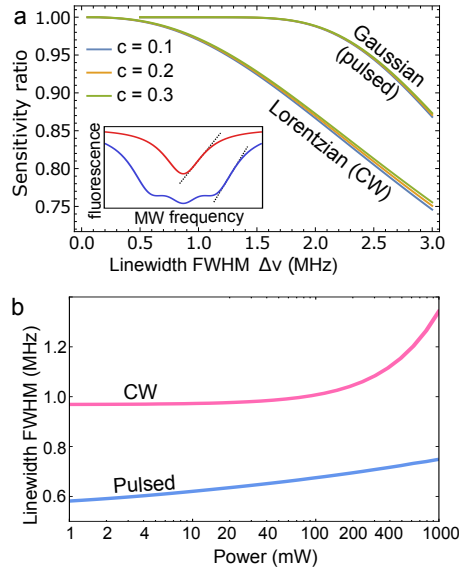 a
Sensitivity ratio
1.00
0.95
0.90
0.85
0.80
0.75
c = 0.1
c = 0.2
c = 0.3
Gaussian
(pulsed)
Lorentzian (CW)
fluorescence
MW frequency
0.0 0.5 1.0 1.5 2.0 2.5 3.0
Linewidth FWHM Δν (MHz)
b
Linewidth FWHM (MHz)
1.2
1.0
0.8
0.6
CW
Pulsed
1 2 4 10 20 40 100 200 400 1000
Power (mW)